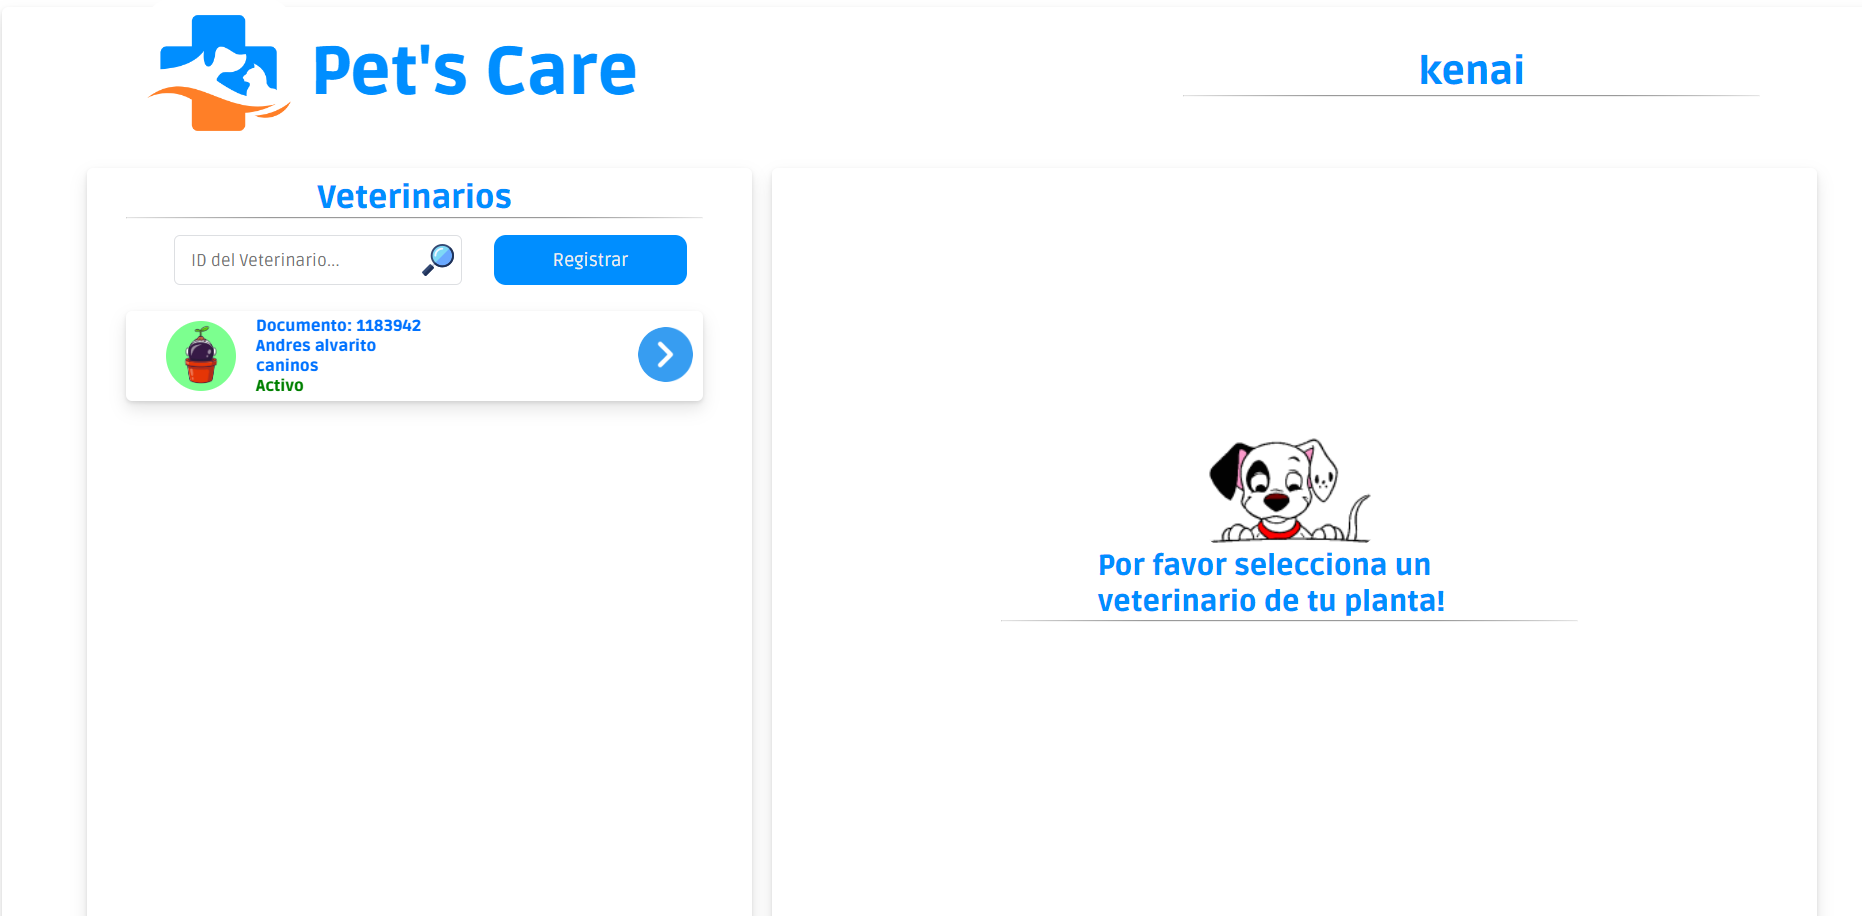 Pet's Care
kenai
Veterinarios
ID del Veterinario...
Registrar
Documento: 1183942
Andres alvarito
caninos
Activo
Por favor selecciona un
veterinario de tu planta!